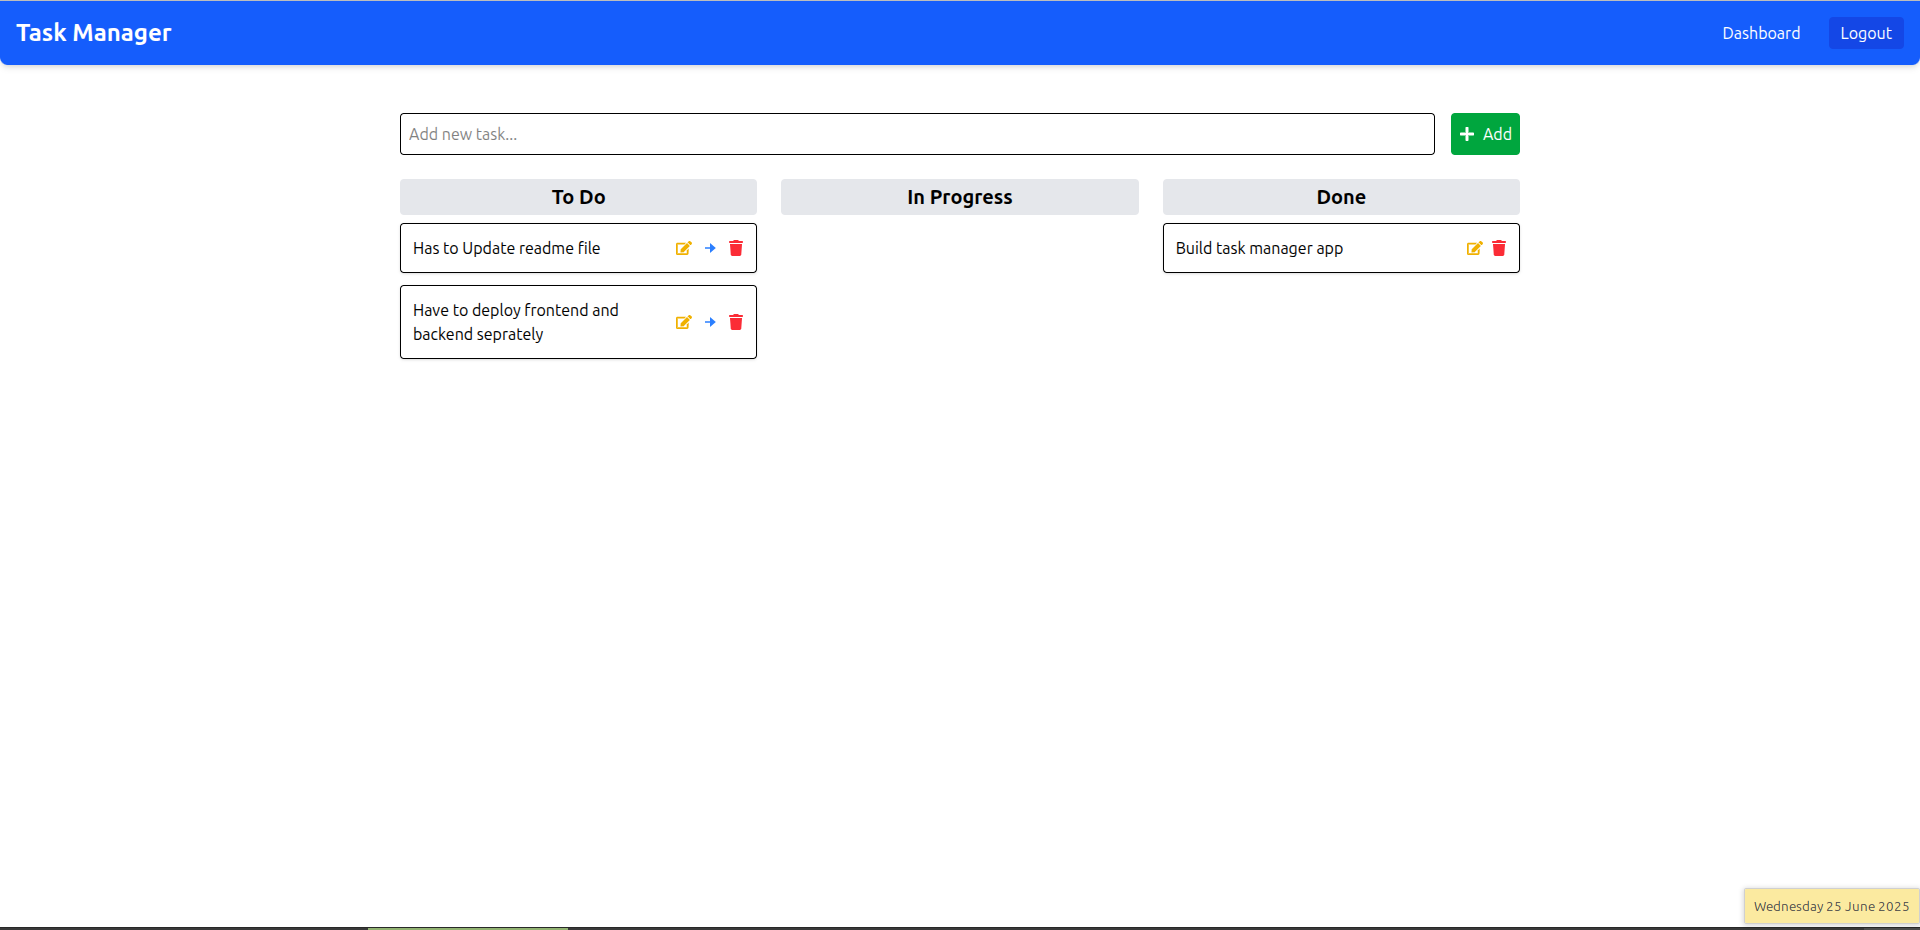 Task Manager
Dashboard
Logout
Add new task...
Add
To Do
In Progress
Done
Has to Update readme file
Build task manager app
Have to deploy frontend and
backend seprately
Wednesday 25 June 2025